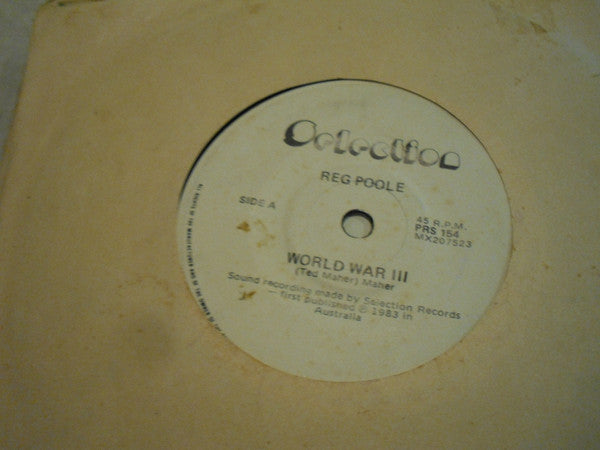 Selection
REG POOLE
SIDE A
45 R.P.M.
PRS 154
MX207523
WORLD WAR III
(Ted Maher) Maher
Sound recording made by Selection Records
— first published ℗ 1983 in
Australia